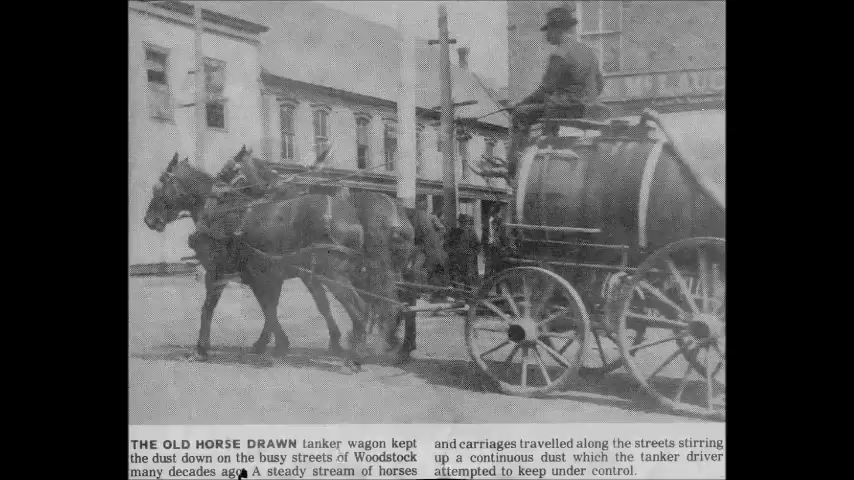 THE OLD HORSE DRAWN tanker wagon kept
the dust down on the busy streets of Woodstock
many decades ago. A steady stream of horses
and carriages travelled along the streets stirring
up a continuous dust which the tanker driver
attempted to keep under control.